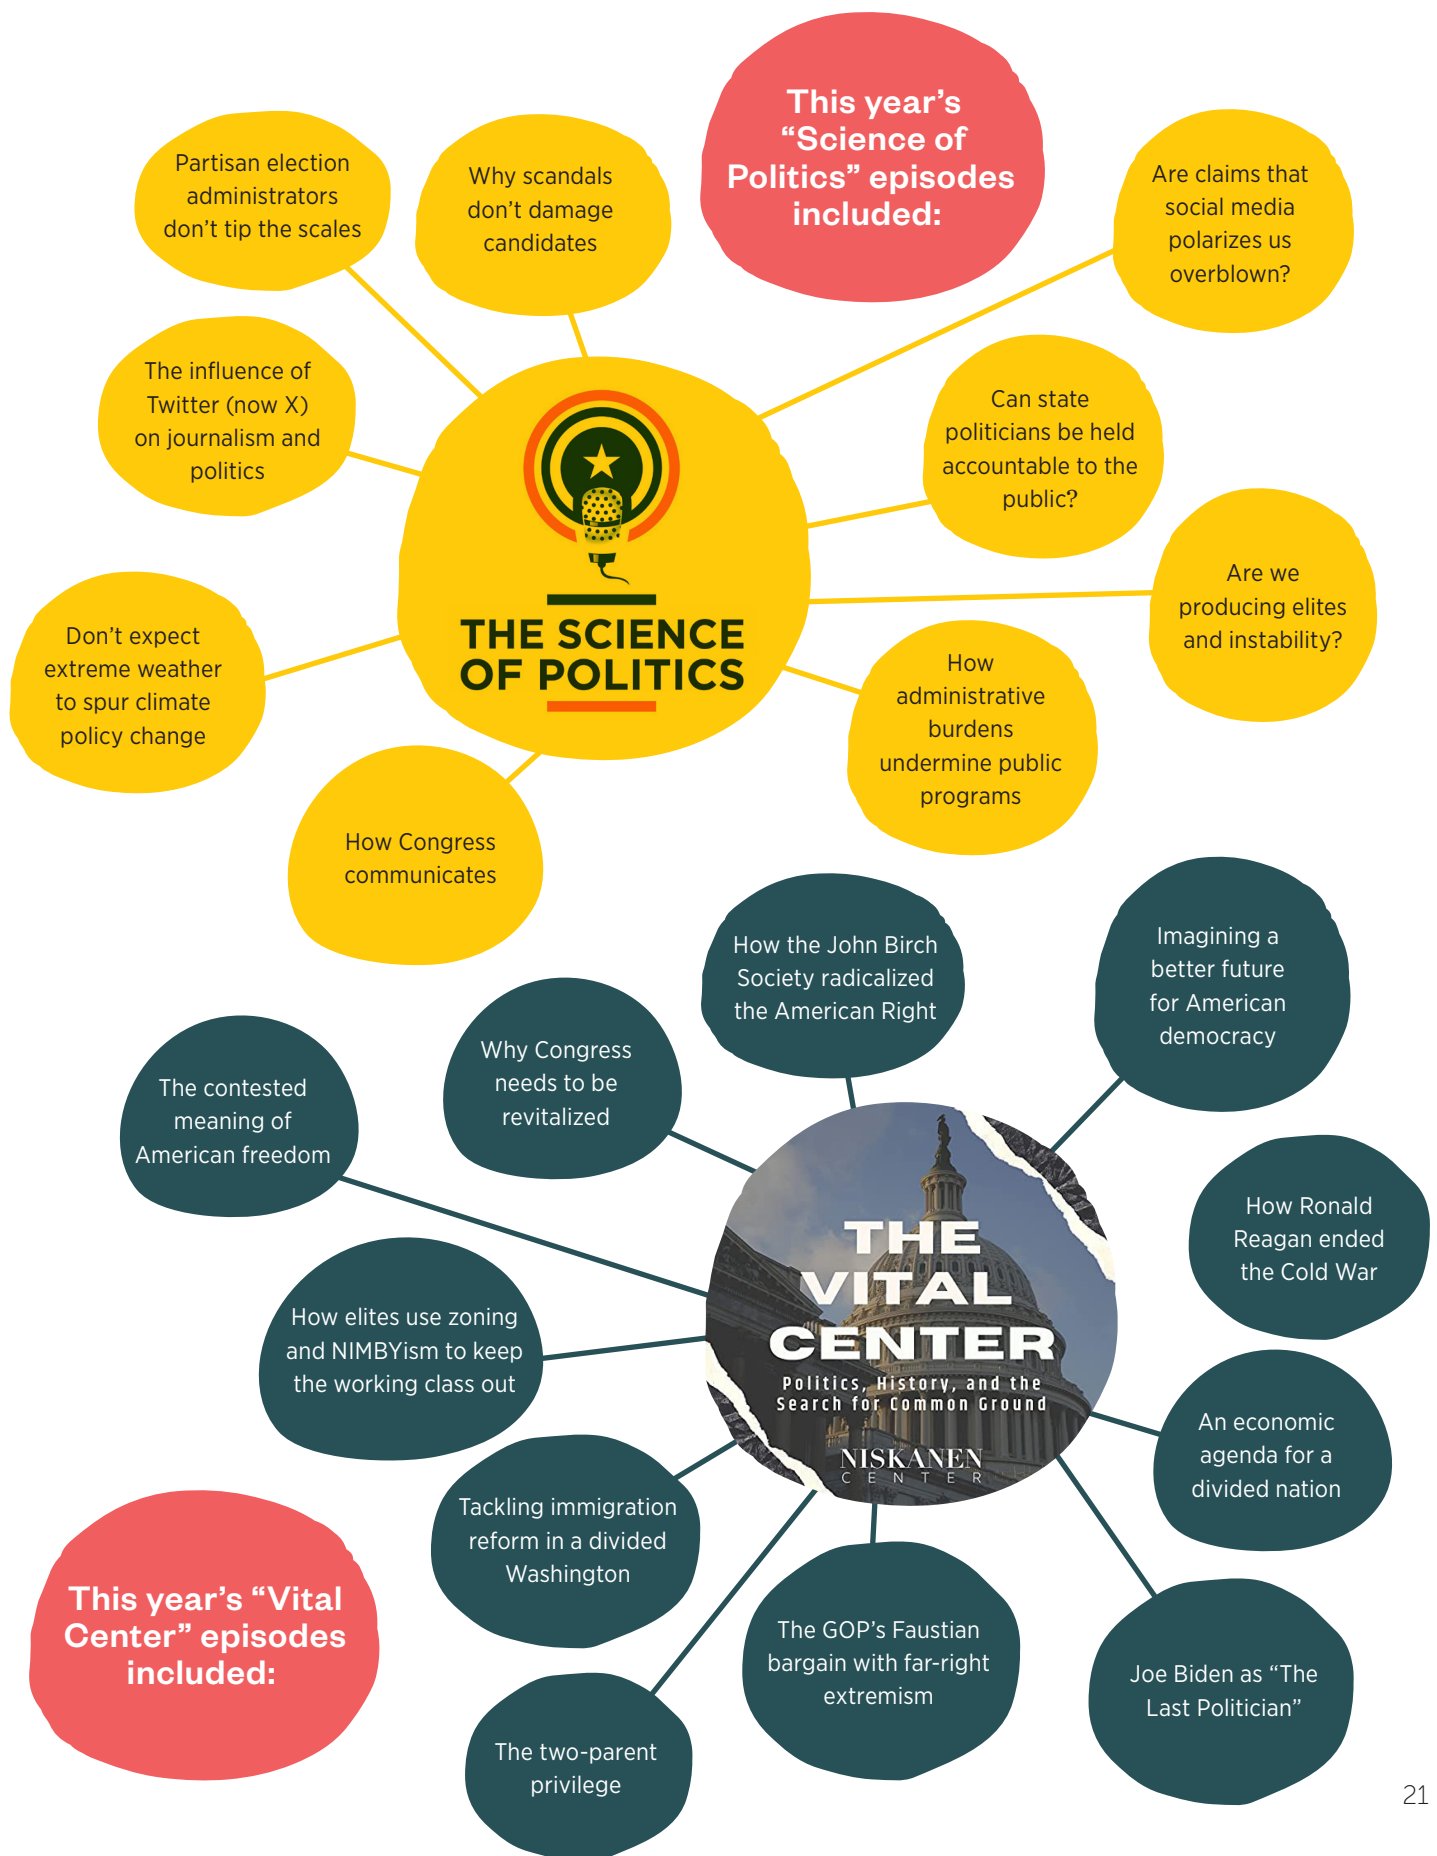 This year's
“Science of
Politics” episodes
included:
Partisan election
administrators
don't tip the scales
Why scandals
don't damage
candidates
Are claims that
social media
polarizes us
overblown?
The influence of
Twitter (now X)
on journalism and
politics
Can state
politicians be held
accountable to the
public?
Are we
producing elites
and instability?
THE SCIENCE
OF POLITICS
Don't expect
extreme weather
to spur climate
policy change
How
administrative
burdens
undermine public
programs
How Congress
communicates
How the John Birch
Society radicalized
the American Right
Imagining a
better future
for American
democracy
Why Congress
needs to be
revitalized
The contested
meaning of
American freedom
How Ronald
Reagan ended
the Cold War
THE
VITAL
CENTER
Politics, History, and the
Search for Common Ground
NISKANEN
CENTER
How elites use zoning
and NIMBYism to keep
the working class out
An economic
agenda for a
divided nation
Tackling immigration
reform in a divided
Washington
This year's “Vital
Center” episodes
included:
The GOP's Faustian
bargain with far-right
extremism
Joe Biden as “The
Last Politician”
The two-parent
privilege
21